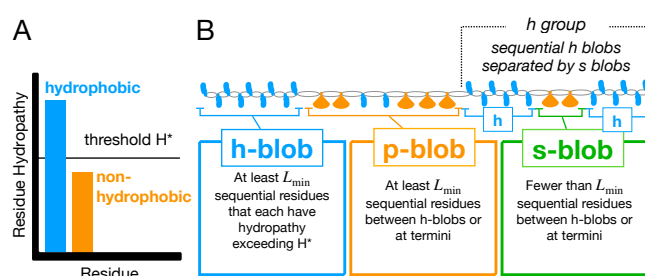 A
Residue Hydropathy
hydrophobic
threshold H*
non-
hydrophobic
Residue
B
h group
sequential h blobs
separated by s blobs
h
h
h-blob
At least Lmin
sequential residues
that each have
hydropathy
exceeding H*
p-blob
At least Lmin
sequential residues
between h-blobs or
at termini
s-blob
Fewer than Lmin
sequential residues
between h-blobs or
at termini